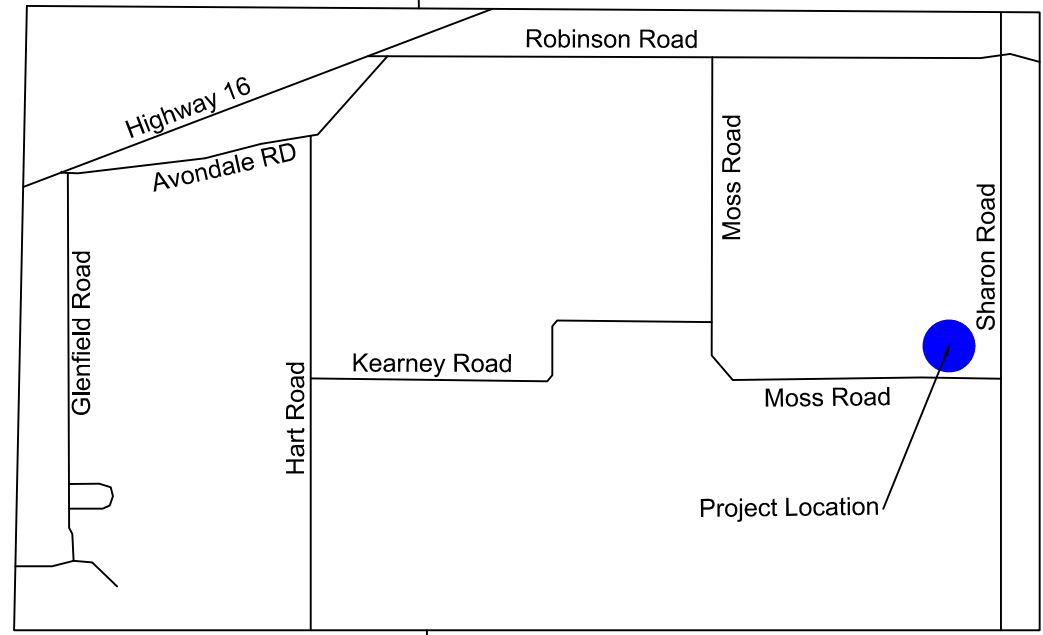 Robinson Road
Highway 16
Avondale RD
Moss Road
Sharon Road
Glenfield Road
Hart Road
Kearney Road
Moss Road
Project Location